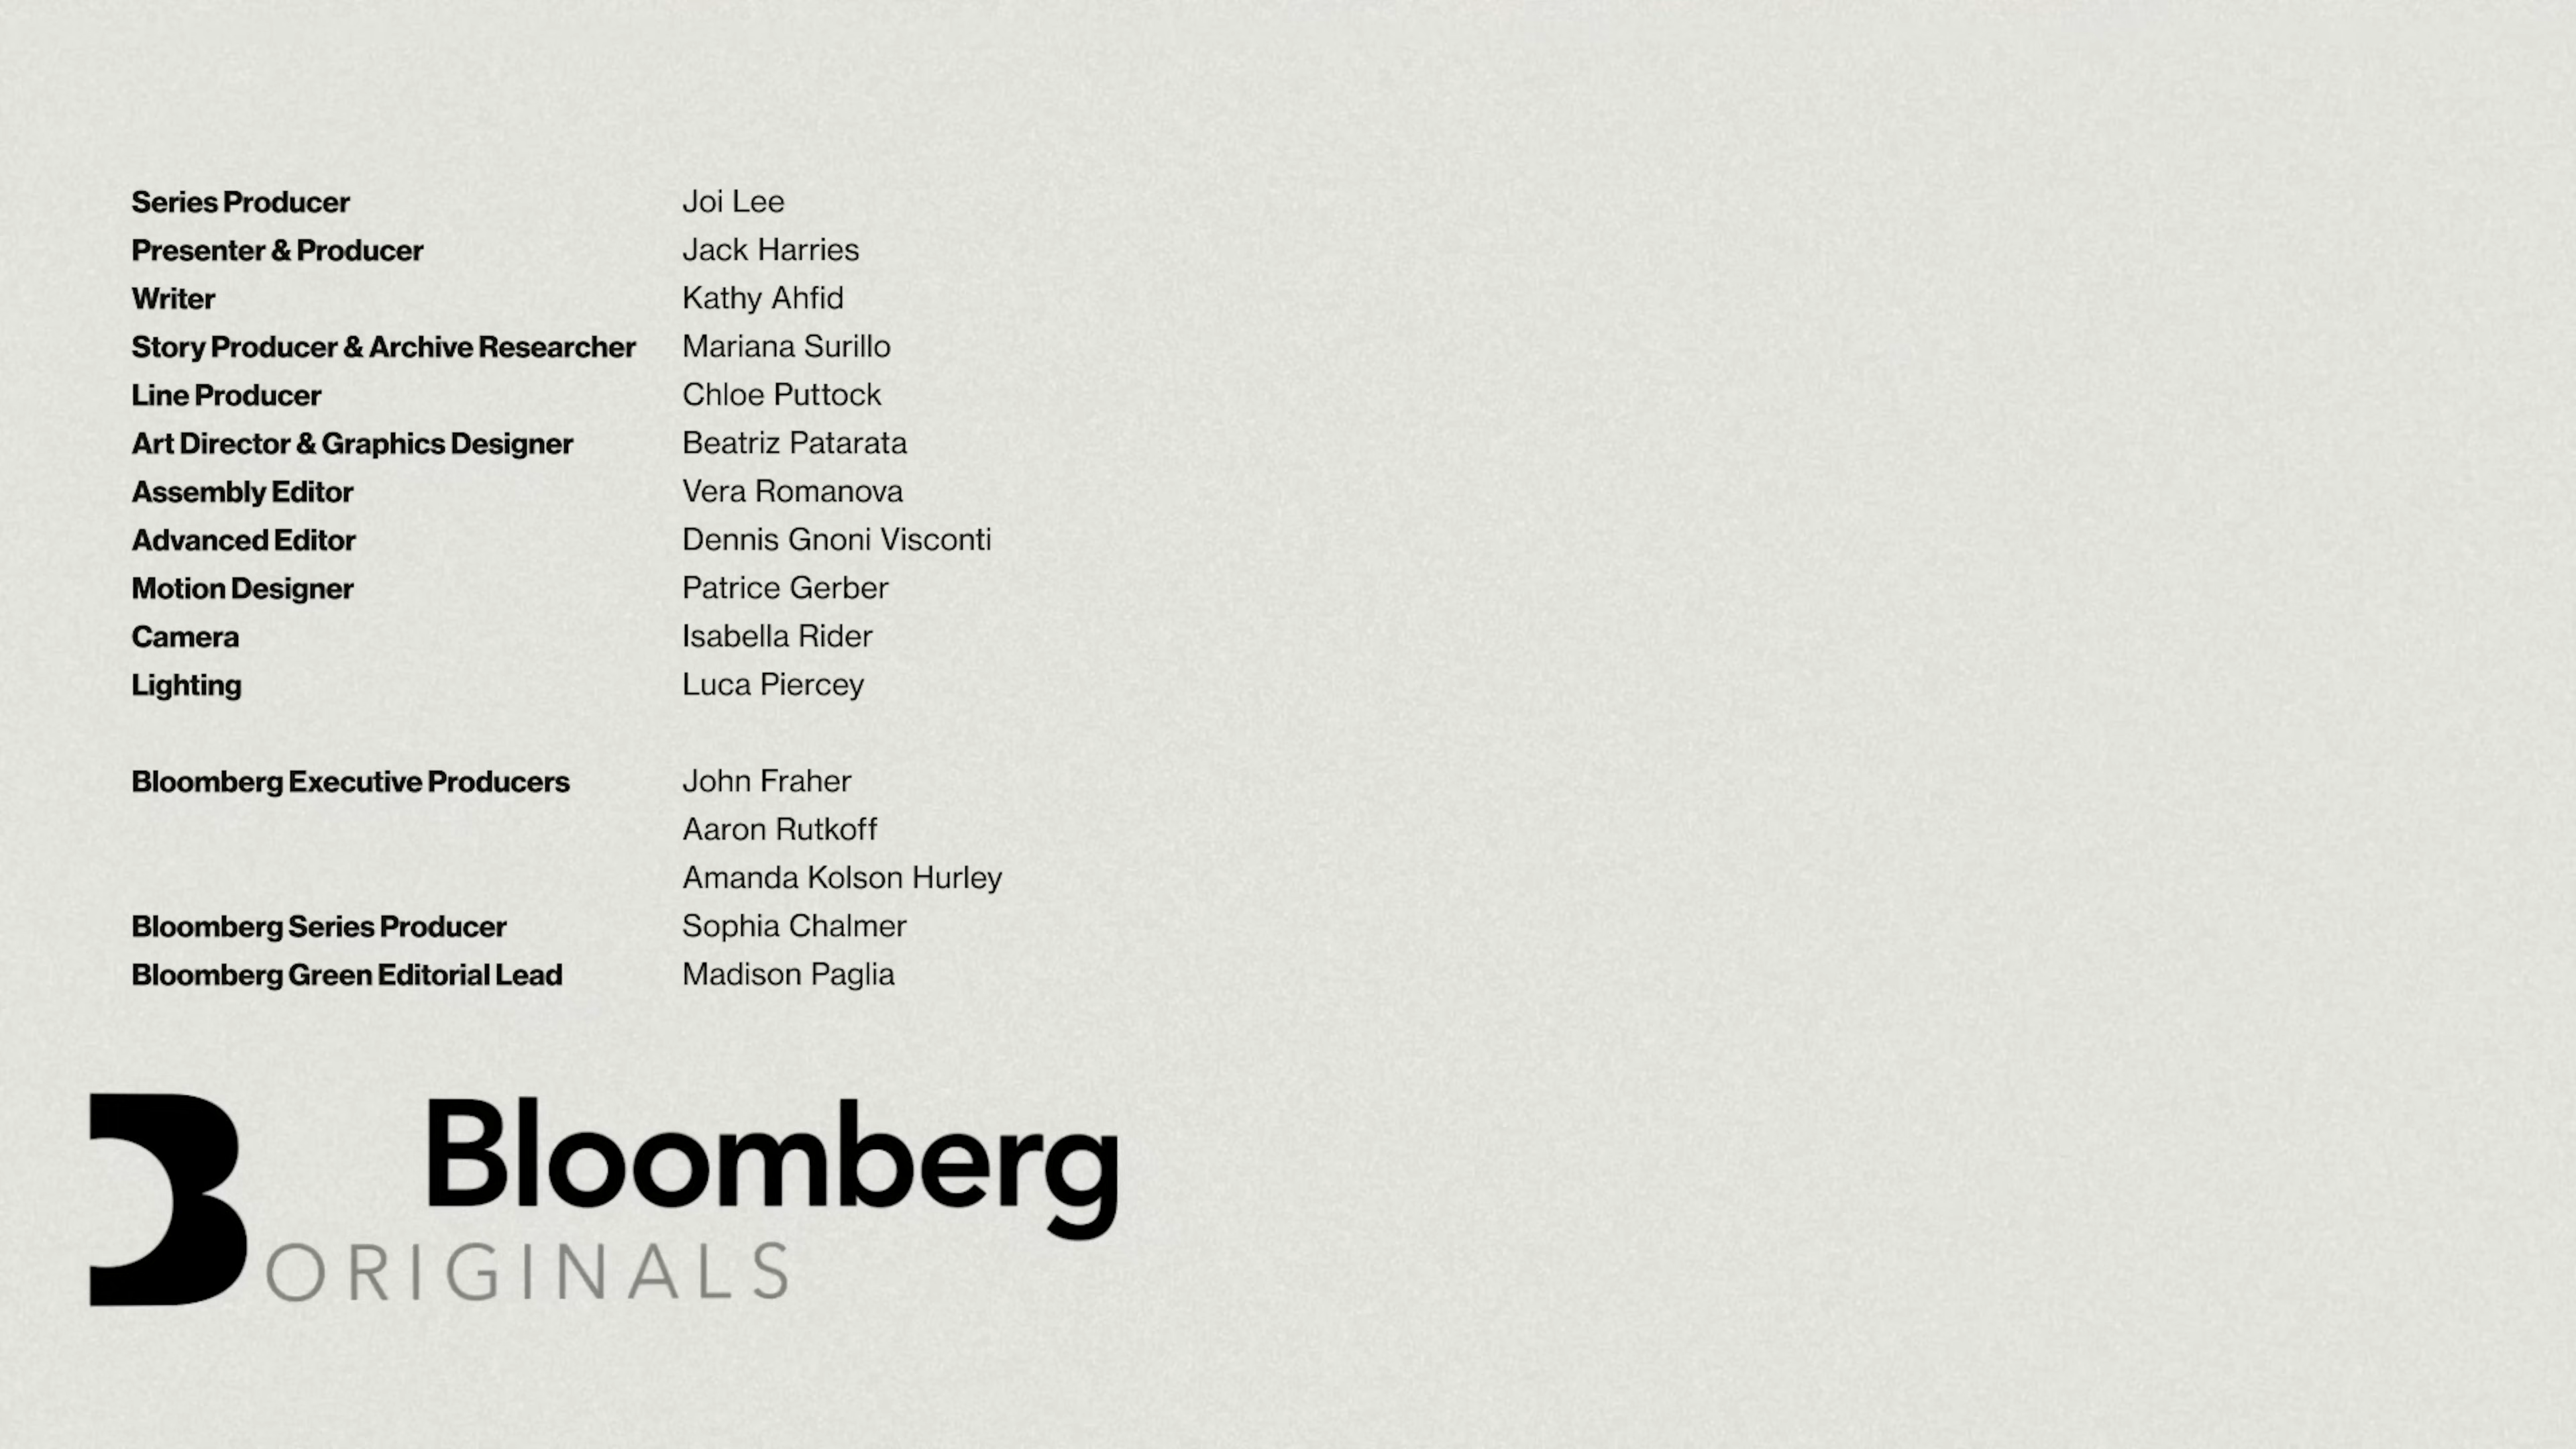 Series Producer Joi Lee
Presenter & Producer Jack Harries
Writer Kathy Ahfid
Story Producer & Archive Researcher Mariana Surillo
Line Producer Chloe Puttock
Art Director & Graphics Designer Beatriz Patarata
Assembly Editor Vera Romanova
Advanced Editor Dennis Gnoni Visconti
Motion Designer Patrice Gerber
Camera Isabella Rider
Lighting Luca Piercey
Bloomberg Executive Producers John Fraher
Aaron Rutkoff
Amanda Kolson Hurley
Bloomberg Series Producer Sophia Chalmer
Bloomberg Green Editorial Lead Madison Paglia
B Bloomberg
ORIGINALS